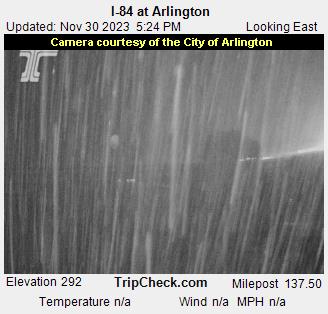 I-84 at Arlington
Updated: Nov 30 2023 5:24 PM Looking East
Camera courtesy of the City of Arlington
Elevation 292 TripCheck.com Milepost 137.50
Temperature n/a Wind n/a MPH n/a